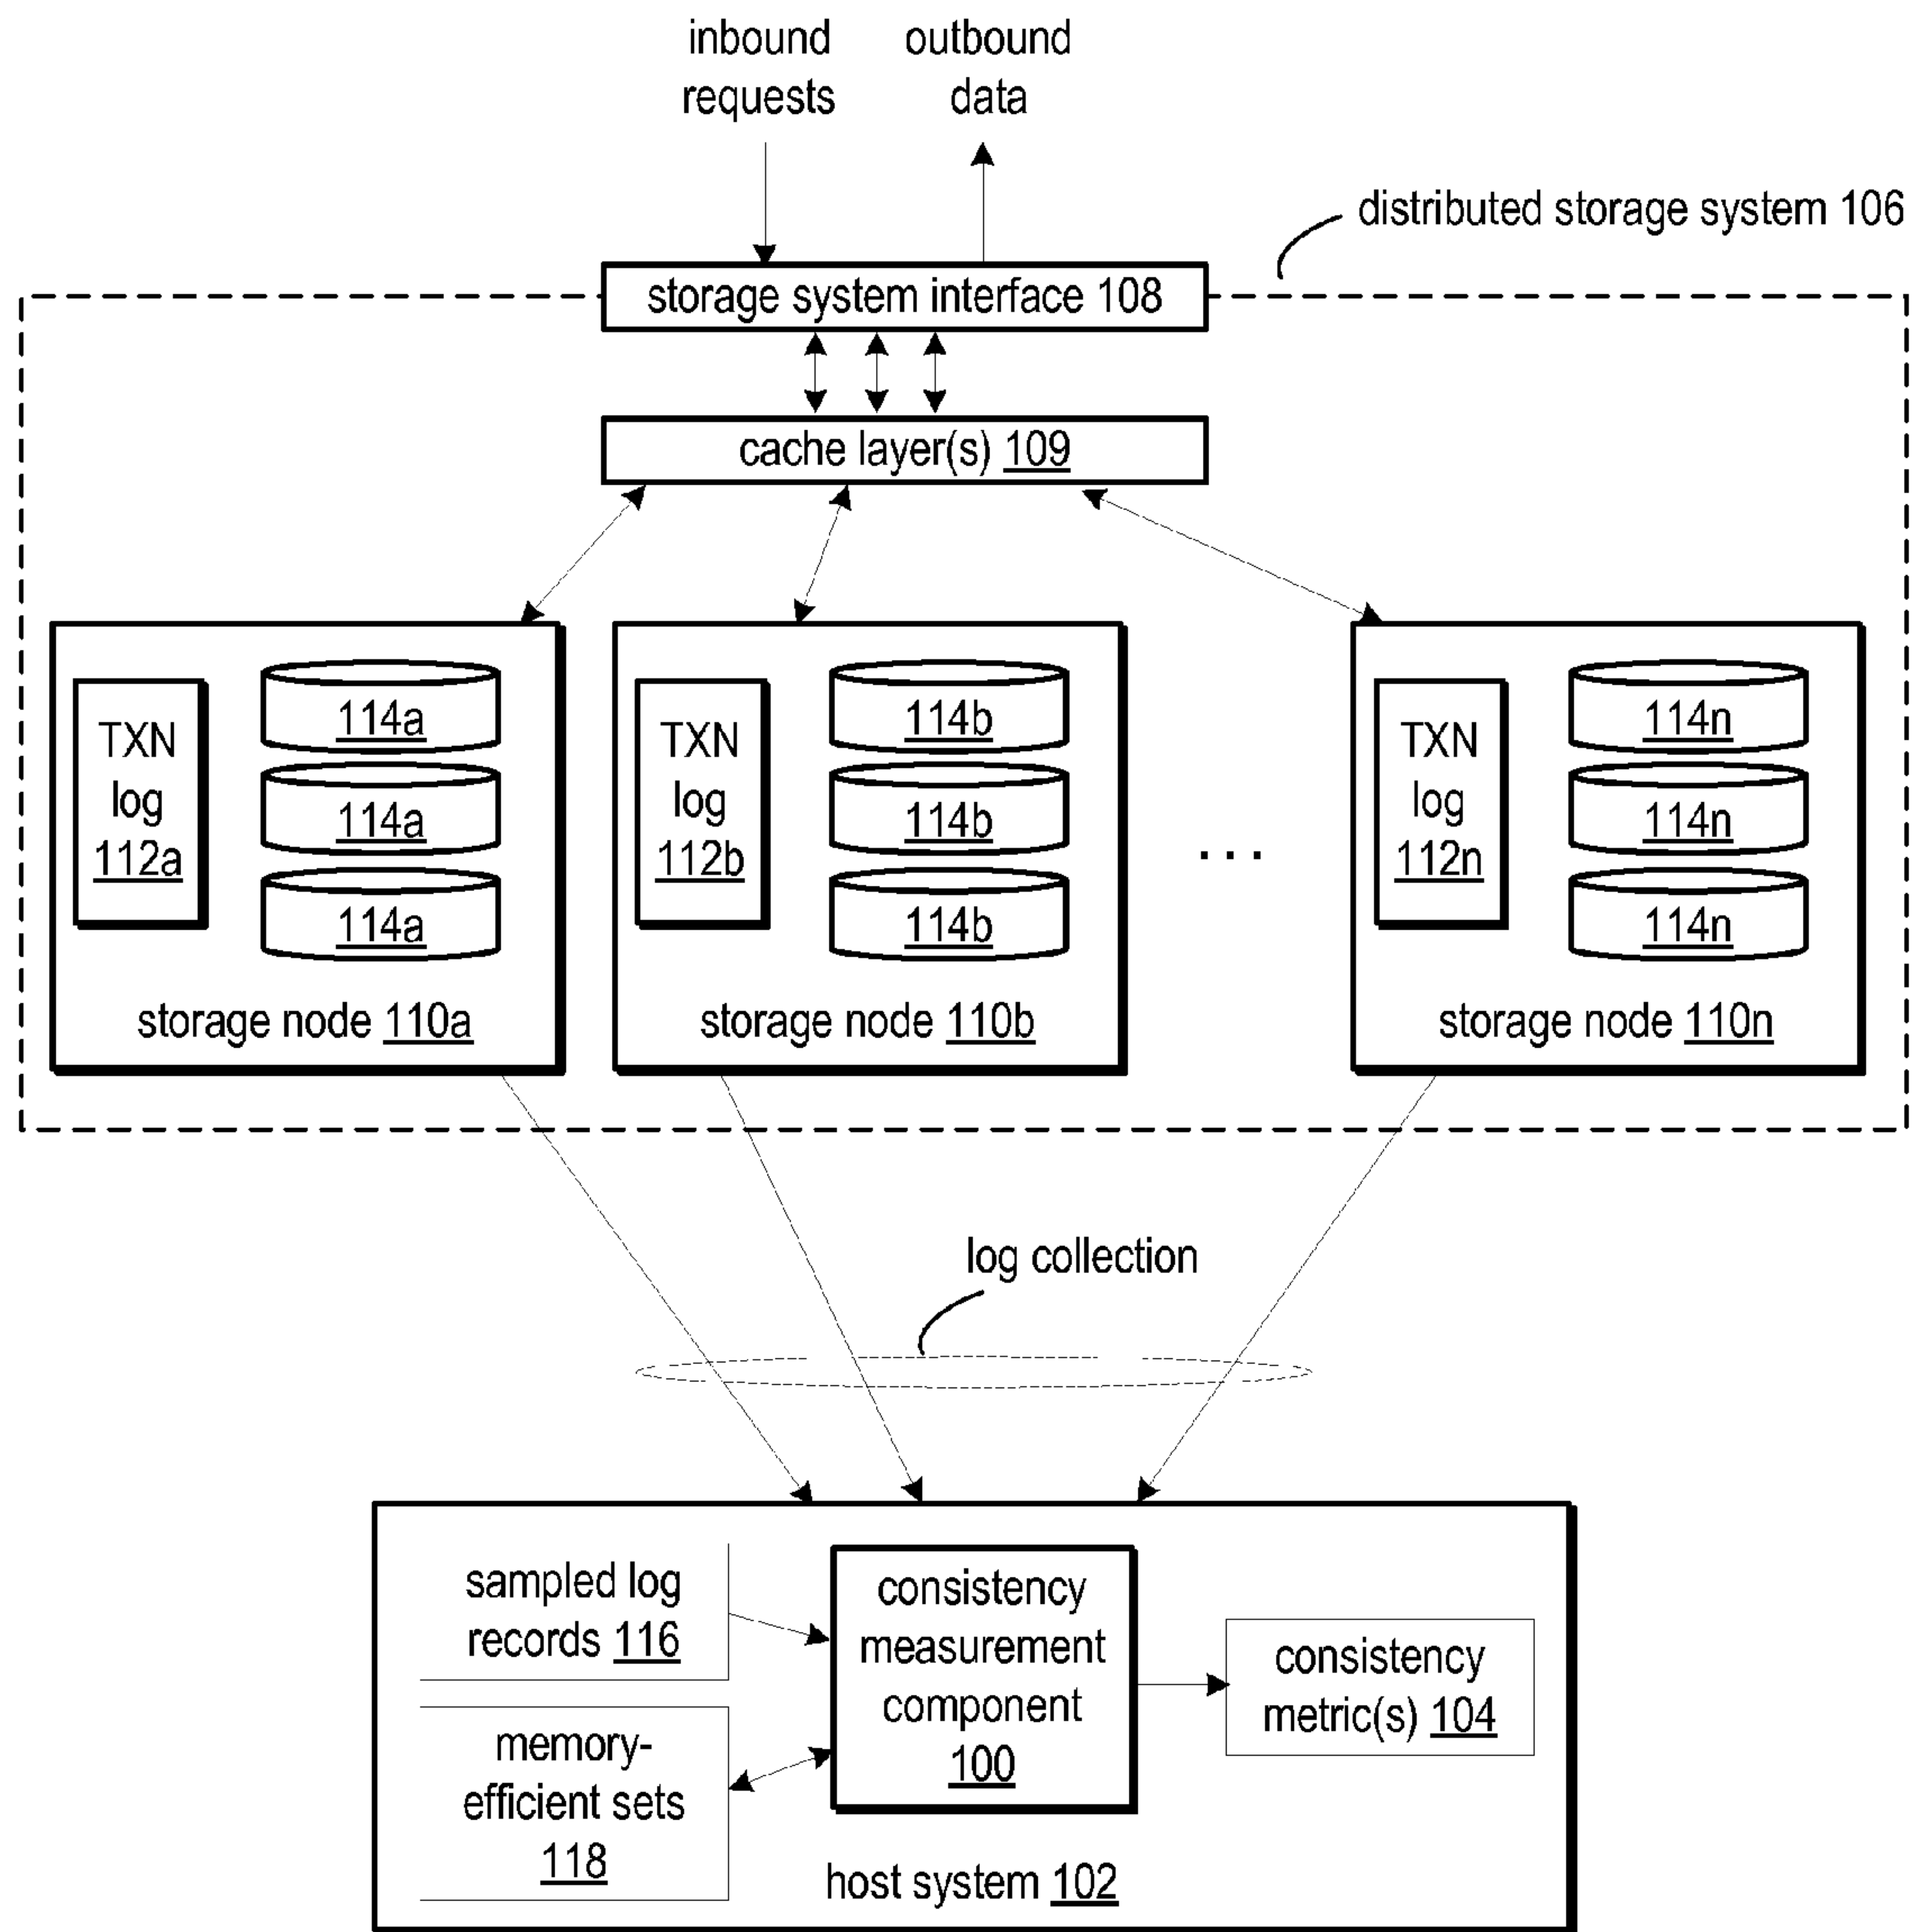 inbound
requests
outbound
data
distributed storage system 106
storage system interface 108
cache layer(s) 109
TXN
log
112a
114a
114a
114a
storage node 110a
TXN
log
112b
114b
114b
114b
storage node 110b
...
TXN
log
112n
114n
114n
114n
storage node 110n
log collection
sampled log
records 116
memory-
efficient sets
118
consistency
measurement
component
100
consistency
metric(s) 104
host system 102